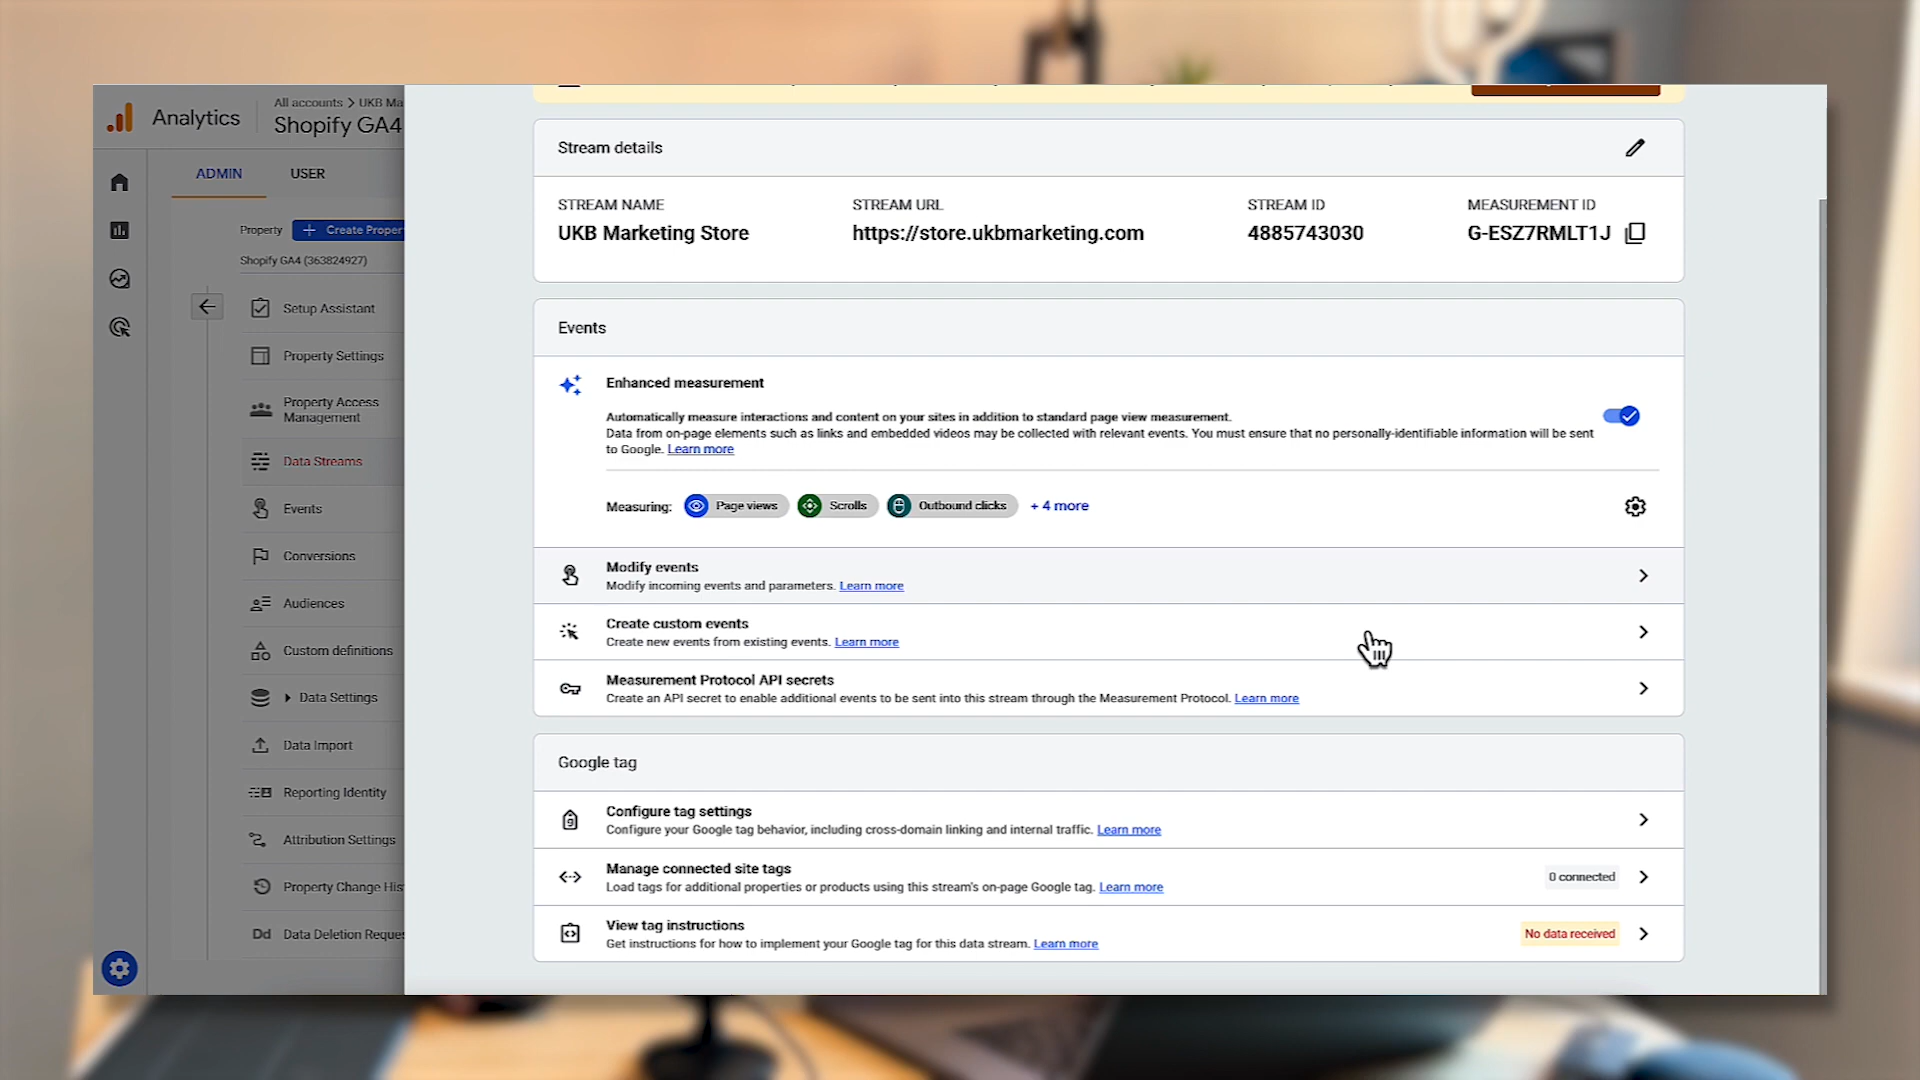 Analytics
All accounts > UKB Ma
Shopify GA4
ADMIN
USER
Property
Create Proper
Shopify GA4 (363824927)
Setup Assistant
Property Settings
Property Access
Management
Data Streams
Events
Conversions
Audiences
Custom definitions
Data Settings
Data Import
Reporting Identity
Attribution Settings
Property Change His
Dd Data Deletion Reque
Stream details
STREAM NAME
UKB Marketing Store
STREAM URL
https://store.ukbmarketing.com
STREAM ID
4885743030
MEASUREMENT ID
G-ESZ7RMLT1J
Events
Enhanced measurement
Automatically measure interactions and content on your sites in addition to standard page view measurement.
Data from on-page elements such as links and embedded videos may be collected with relevant events. You must ensure that no personally-identifiable information will be sent
to Google. Learn more
Measuring: Page views Scrolls Outbound clicks + 4 more
Modify events
Modify incoming events and parameters. Learn more
Create custom events
Create new events from existing events. Learn more
Measurement Protocol API secrets
Create an API secret to enable additional events to be sent into this stream through the Measurement Protocol. Learn more
Google tag
Configure tag settings
Configure your Google tag behavior, including cross-domain linking and internal traffic. Learn more
Manage connected site tags
Load tags for additional properties or products using this stream's on-page Google tag. Learn more
0 connected
View tag instructions
Get instructions for how to implement your Google tag for this data stream. Learn more
No data received